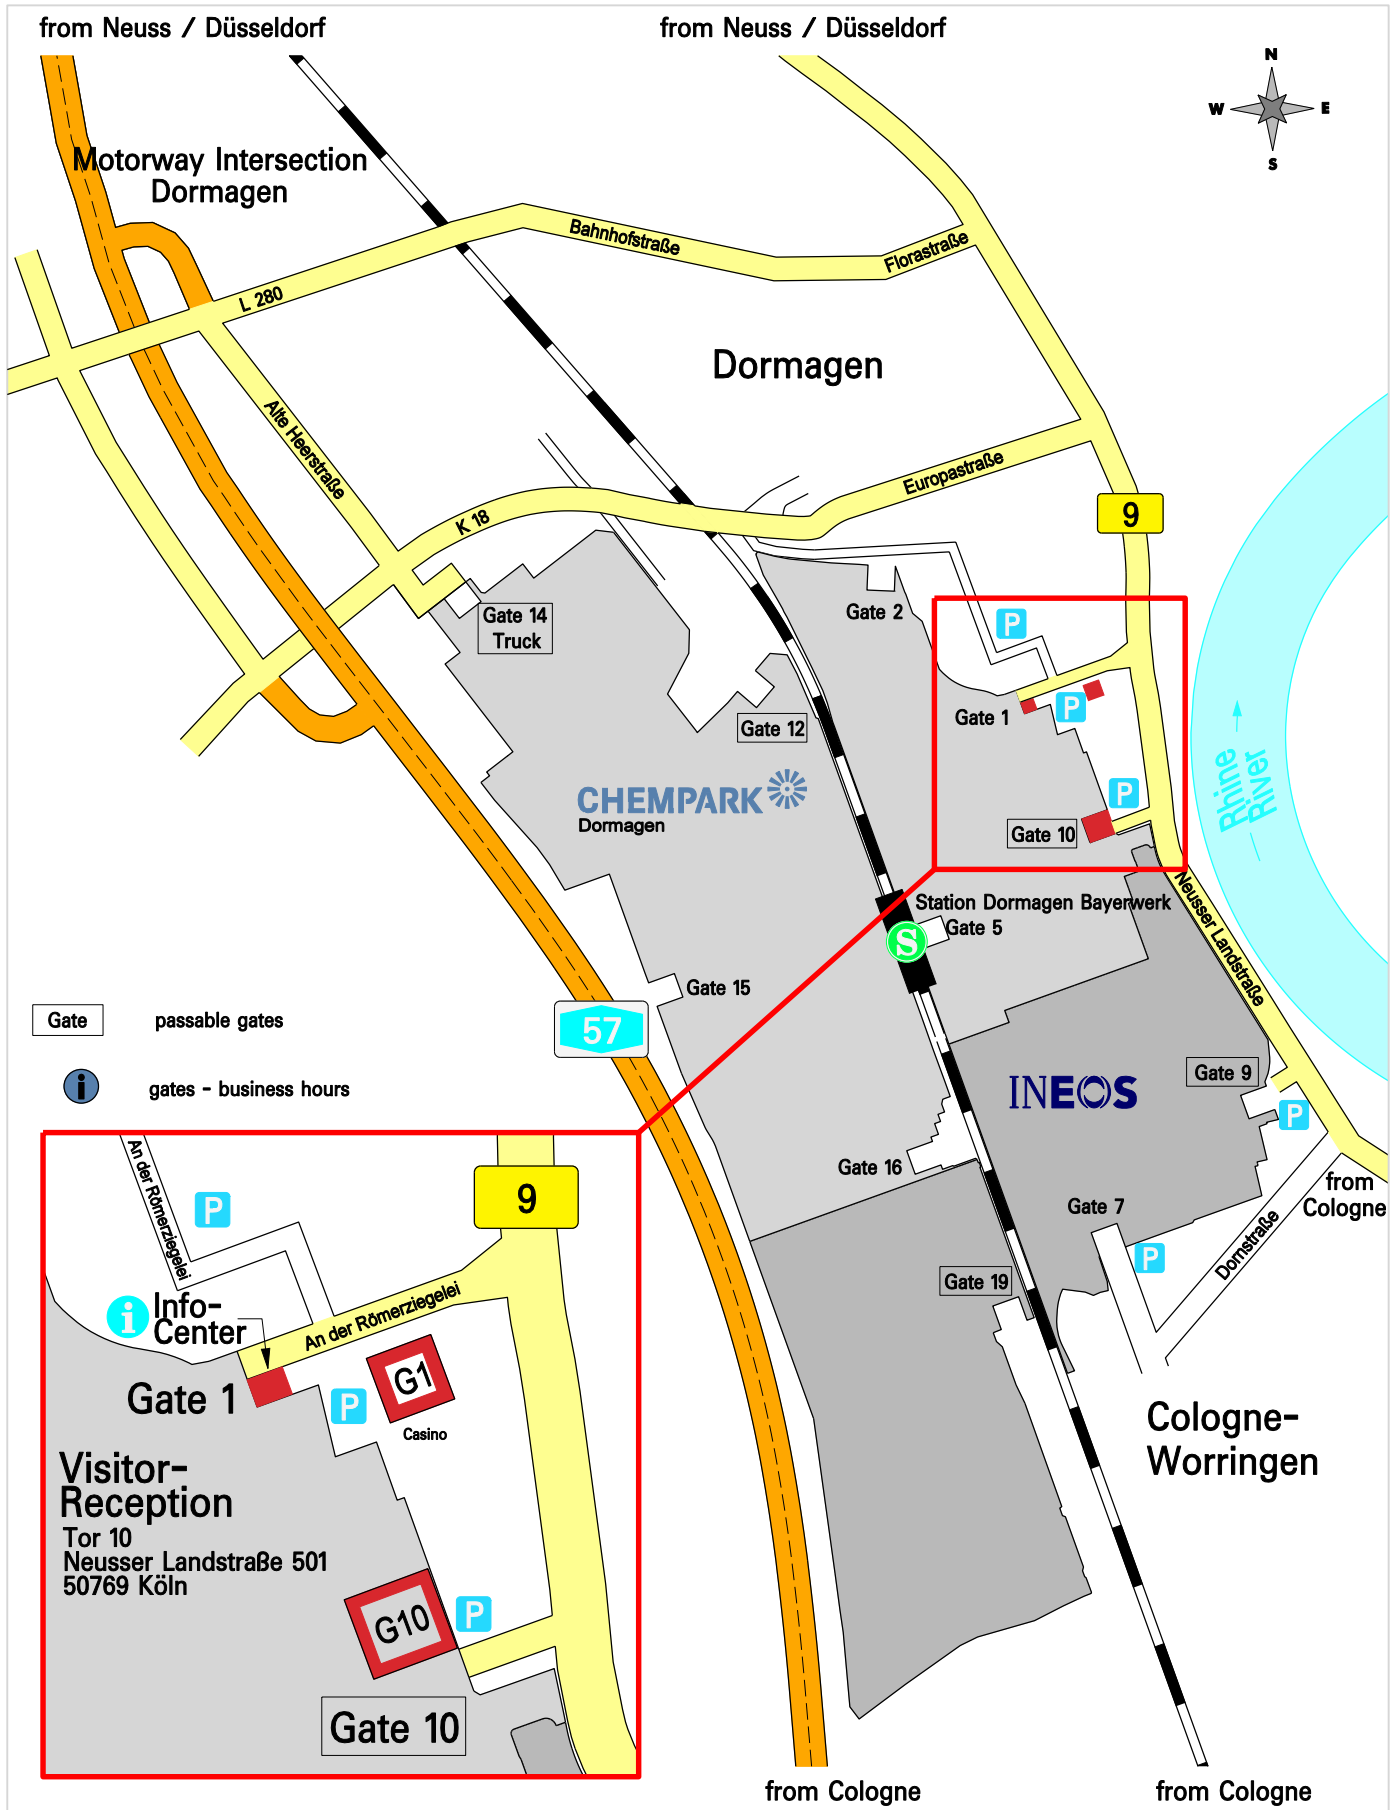 from Neuss / Düsseldorf
from Neuss / Düsseldorf
N
W
E
S
Motorway Intersection
Dormagen
Bahnhofstraße
Florastraße
L 280
Dormagen
Alte Heerstraße
Europastraße
K 18
9
Gate 2
Gate 14
Truck
P
Gate 1
P
Gate 12
Rhine
River
CHEMPARK
Dormagen
P
Gate 10
Neusser Landstraße
Station Dormagen Bayerwerk
Gate 5
S
Gate 15
57
Gate
passable gates
i
gates - business hours
Gate 9
INEOS
P
Gate 16
from
Cologne
Gate 7
P
Dornstraße
Gate 19
Cologne-
Worringen
An der Römerziegelei
P
9
i
Info-
Center
An der Römerziegelei
Gate 1
P
G1
Casino
Visitor-
Reception
Tor 10
Neusser Landstraße 501
50769 Köln
G10
P
Gate 10
from Cologne
from Cologne